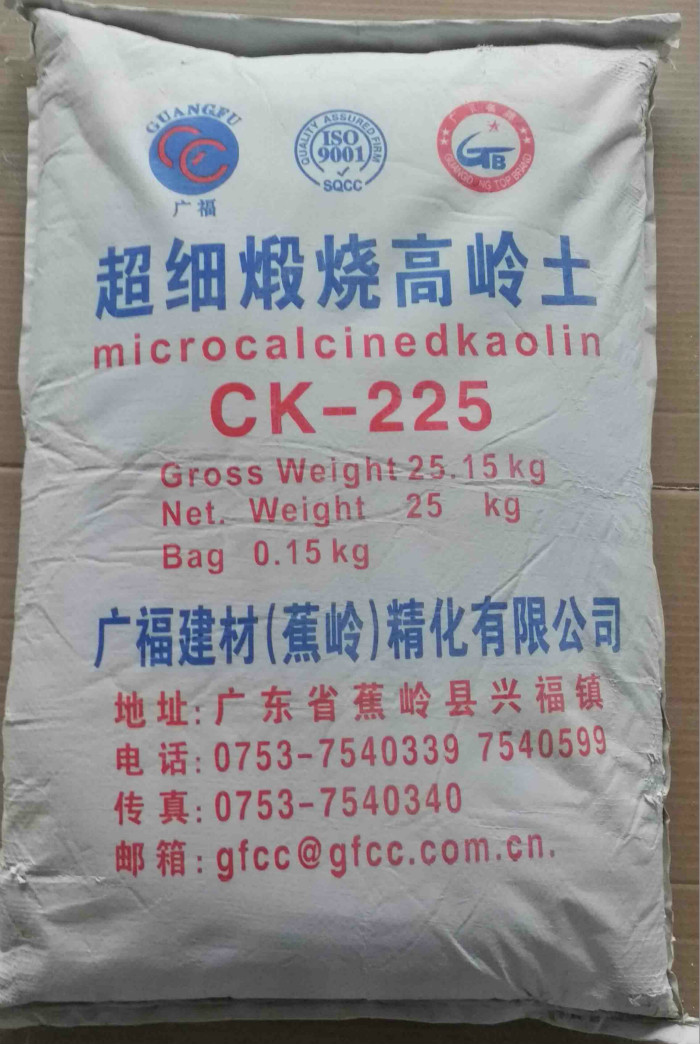 GUANGFU
广福
QUALITY ASSURED FIRM
ISO
9001
SQCC
GTB
超细煅烧高岭土
microcalcinedkaolin
CK-225
Gross Weight 25.15 kg
Net. Weight 25 kg
Bag 0.15 kg
广福建材(蕉岭)精化有限公司
地址:广东省蕉岭县兴福镇
电话:0753-7540339 7540599
传真:0753-7540340
邮箱:gfcc@gfcc.com.cn.